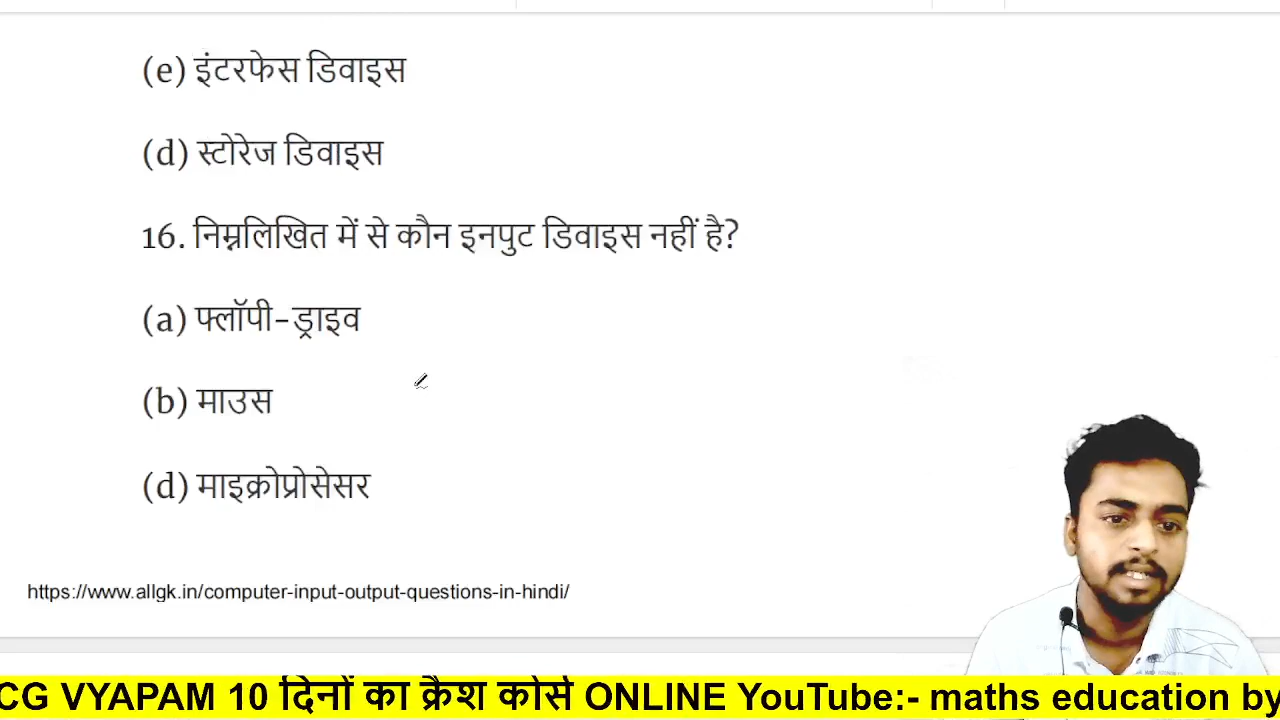 (e) इंटरफेस डिवाइस
(d) स्टोरेज डिवाइस
16. निम्नलिखित में से कौन इनपुट डिवाइस नहीं है?
(a) फ्लॉपी-ड्राइव
(b) माउस
(d) माइक्रोप्रोसेसर
https://www.allgk.in/computer-input-output-questions-in-hindi/
CG VYAPAM 10 दिनों का क्रैश कोर्स ONLINE YouTube:- maths education by